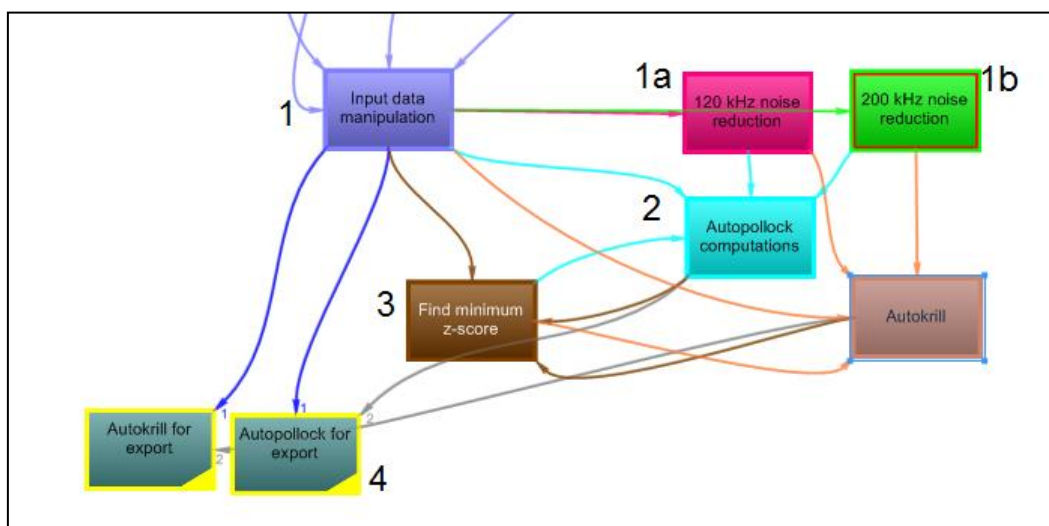 1
Input data
manipulation
1a
120 kHz noise
reduction
200 kHz noise
reduction
1b
2
Autopollock
computations
3
Find minimum
z-score
Autokrill
1
1
2
Autokrill for
export
2
Autopollock for
export
4